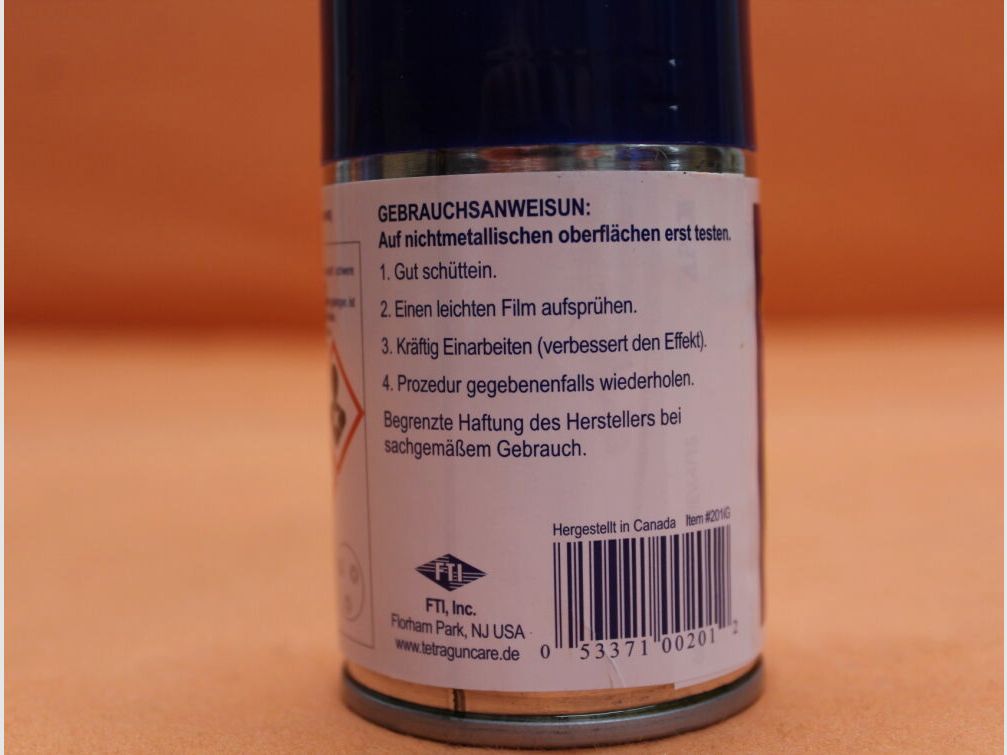 GEBRAUCHSANWEISUN:
Auf nichtmetallischen oberflächen erst testen.
1. Gut schüttein.
2. Einen leichten Film aufsprühen.
3. Kräftig Einarbeiten (verbessert den Effekt).
4. Prozedur gegebenenfalls wiederholen.
Begrenzte Haftung des Herstellers bei
sachgemäßem Gebrauch.
Hergestellt in Canada Item #201iG
FTI
FTI, Inc.
Florham Park, NJ USA
www.tetraguncare.de
0 53371 00201 2